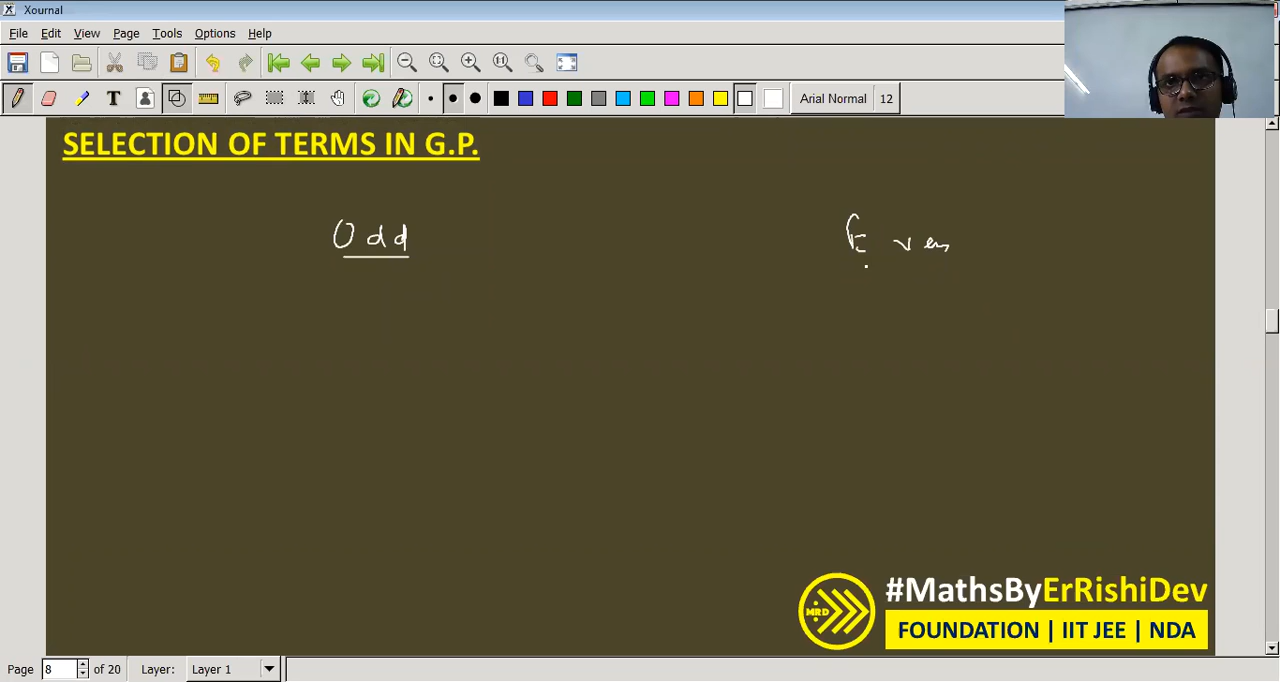 Xournal
File Edit View Page Tools Options Help
Arial Normal 12
SELECTION OF TERMS IN G.P.
Odd Even
MRD #MathsByErRishiDev
FOUNDATION | IIT JEE | NDA
Page 8 of 20 Layer: Layer 1